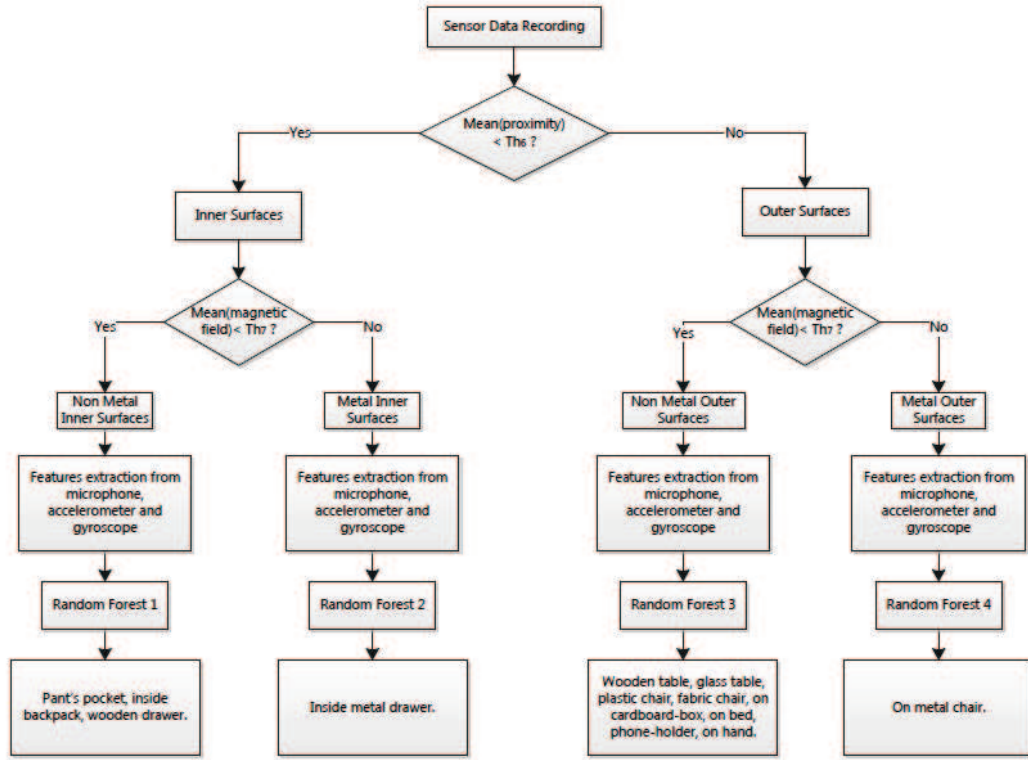 Sensor Data Recording
Mean(proximity)
< Th6 ?
Yes
No
Inner Surfaces
Outer Surfaces
Mean(magnetic
field)< Th7 ?
Yes
No
Mean(magnetic
field)< Th7 ?
Yes
No
Non Metal
Inner Surfaces
Metal Inner
Surfaces
Non Metal Outer
Surfaces
Metal Outer
Surfaces
Features extraction from
microphone,
accelerometer and
gyroscope
Features extraction from
microphone,
accelerometer and
gyroscope
Features extraction from
microphone,
accelerometer and
gyroscope
Features extraction from
microphone,
accelerometer and
gyroscope
Random Forest 1
Random Forest 2
Random Forest 3
Random Forest 4
Pant's pocket, inside
backpack, wooden drawer.
Inside metal drawer.
Wooden table, glass table,
plastic chair, fabric chair, on
cardboard-box, on bed,
phone-holder, on hand.
On metal chair.